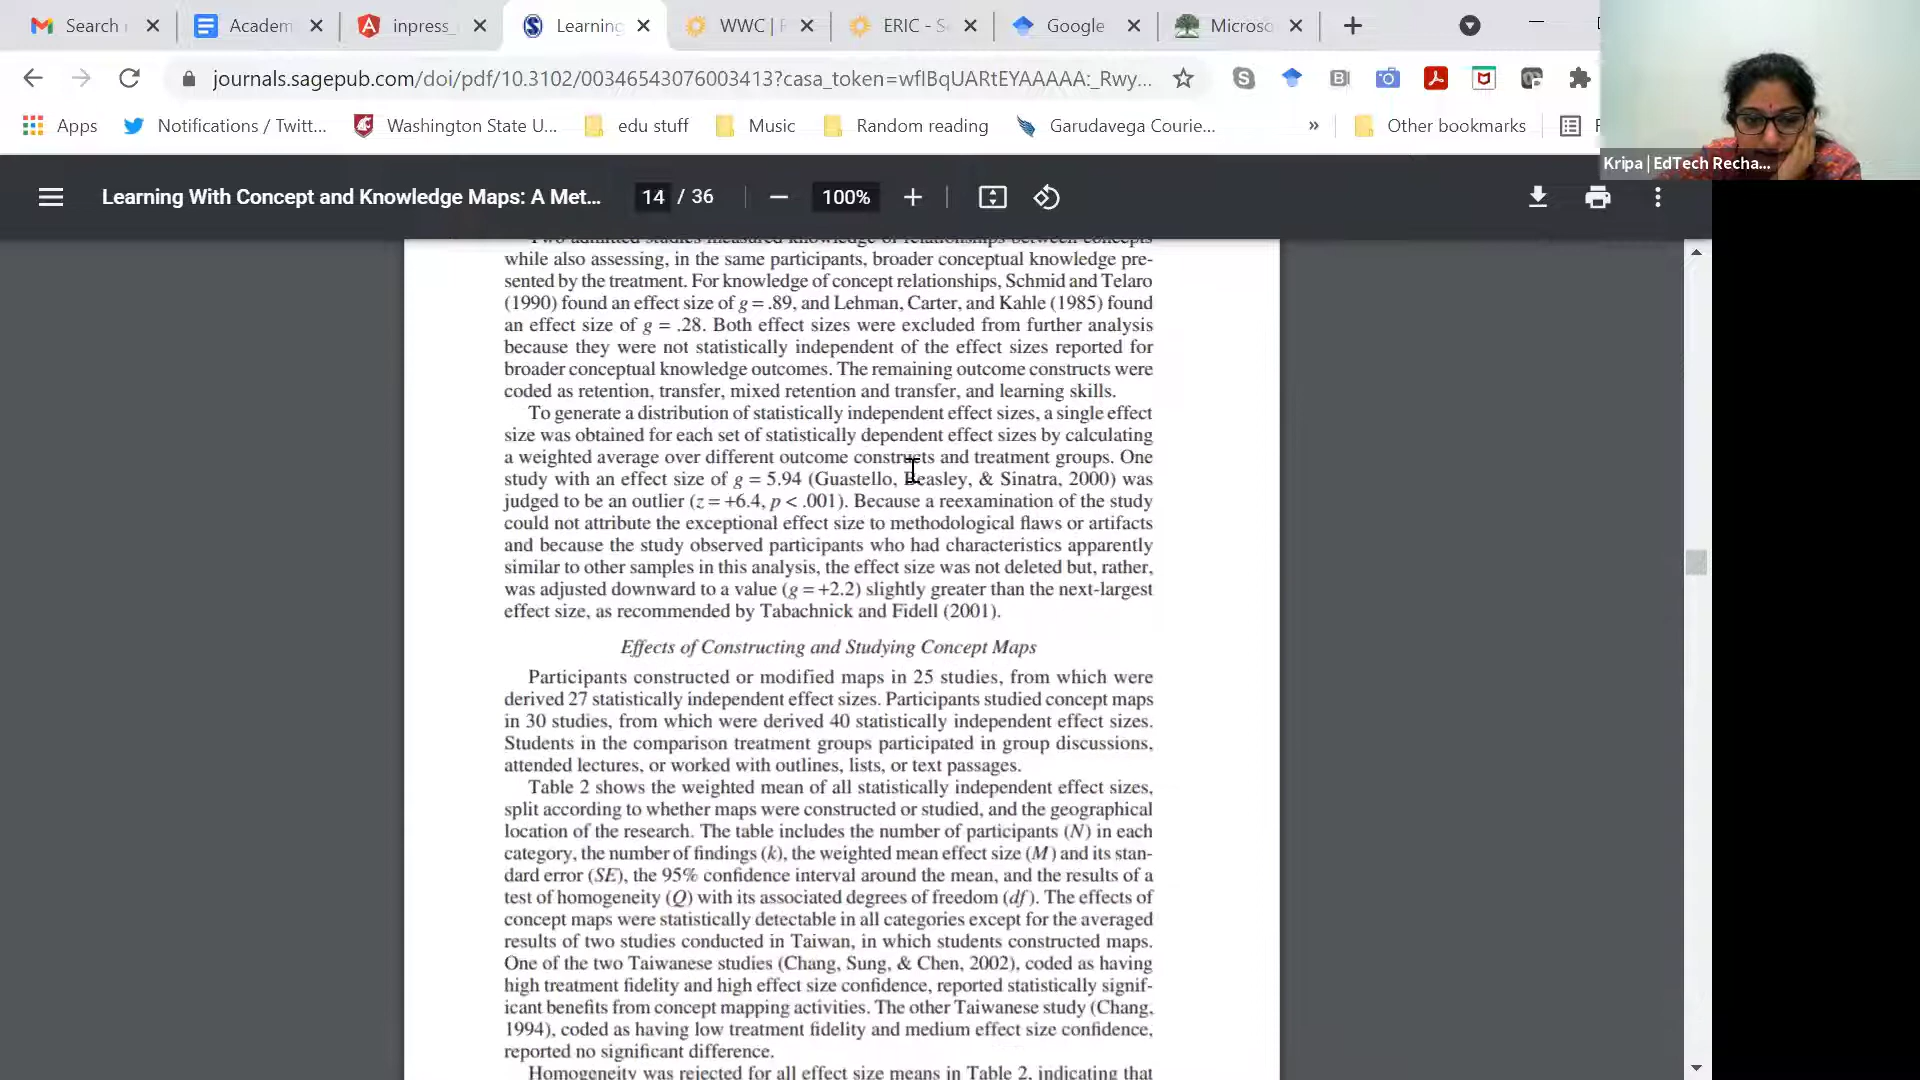 Search
Academ
inpress_
Learning
WWC |
ERIC - S
Google
Microso
journals.sagepub.com/doi/pdf/10.3102/00346543076003413?casa_token=wfIBqUARtEYAAAAA:_Rwy...
Apps
Notifications / Twitt...
Washington State U...
edu stuff
Music
Random reading
Garudavega Courie...
»
Other bookmarks
Kripa | EdTech Recha...
Learning With Concept and Knowledge Maps: A Met...
14 / 36
100%
Two admitted studies measured knowledge of relationships between concepts
while also assessing, in the same participants, broader conceptual knowledge pre-
sented by the treatment. For knowledge of concept relationships, Schmid and Telaro
(1990) found an effect size of g = .89, and Lehman, Carter, and Kahle (1985) found
an effect size of g = .28. Both effect sizes were excluded from further analysis
because they were not statistically independent of the effect sizes reported for
broader conceptual knowledge outcomes. The remaining outcome constructs were
coded as retention, transfer, mixed retention and transfer, and learning skills.
To generate a distribution of statistically independent effect sizes, a single effect
size was obtained for each set of statistically dependent effect sizes by calculating
a weighted average over different outcome constructs and treatment groups. One
study with an effect size of g = 5.94 (Guastello, Beasley, & Sinatra, 2000) was
judged to be an outlier (z = +6.4, p < .001). Because a reexamination of the study
could not attribute the exceptional effect size to methodological flaws or artifacts
and because the study observed participants who had characteristics apparently
similar to other samples in this analysis, the effect size was not deleted but, rather,
was adjusted downward to a value (g = +2.2) slightly greater than the next-largest
effect size, as recommended by Tabachnick and Fidell (2001).
Effects of Constructing and Studying Concept Maps
Participants constructed or modified maps in 25 studies, from which were
derived 27 statistically independent effect sizes. Participants studied concept maps
in 30 studies, from which were derived 40 statistically independent effect sizes.
Students in the comparison treatment groups participated in group discussions,
attended lectures, or worked with outlines, lists, or text passages.
Table 2 shows the weighted mean of all statistically independent effect sizes,
split according to whether maps were constructed or studied, and the geographical
location of the research. The table includes the number of participants (N) in each
category, the number of findings (k), the weighted mean effect size (M) and its stan-
dard error (SE), the 95% confidence interval around the mean, and the results of a
test of homogeneity (Q) with its associated degrees of freedom (df). The effects of
concept maps were statistically detectable in all categories except for the averaged
results of two studies conducted in Taiwan, in which students constructed maps.
One of the two Taiwanese studies (Chang, Sung, & Chen, 2002), coded as having
high treatment fidelity and high effect size confidence, reported statistically signif-
icant benefits from concept mapping activities. The other Taiwanese study (Chang,
1994), coded as having low treatment fidelity and medium effect size confidence,
reported no significant difference.
Homogeneity was rejected for all effect size means in Table 2, indicating that